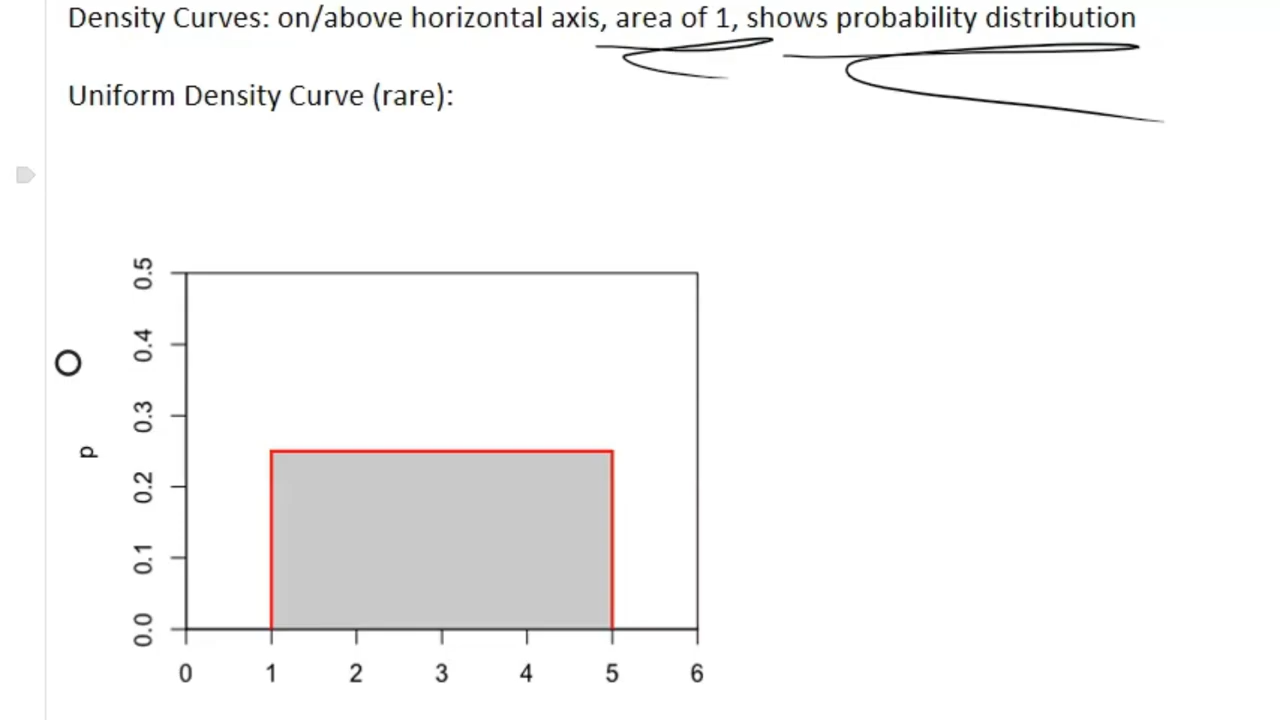 Density Curves: on/above horizontal axis, area of 1, shows probability distribution
Uniform Density Curve (rare):
0.5
0.4
0.3
0.2
0.1
0.0
p
0 1 2 3 4 5 6